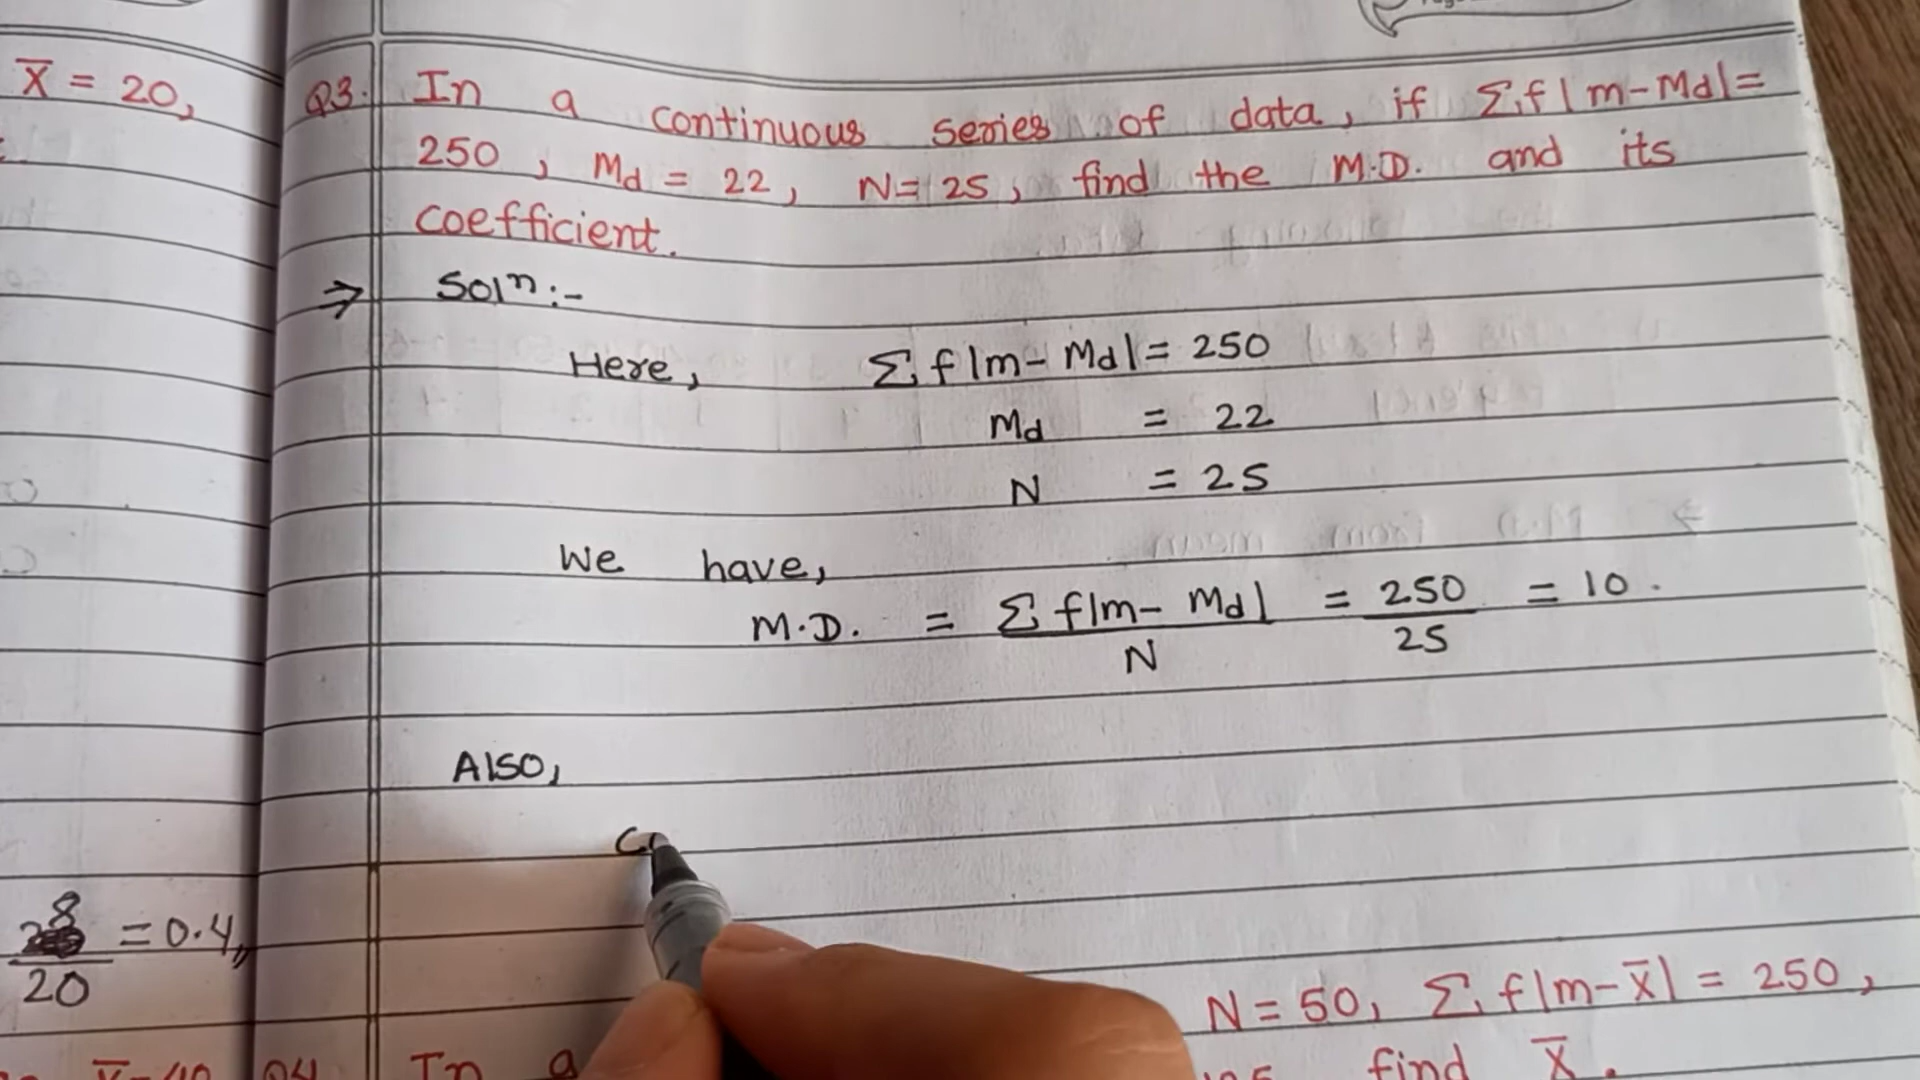 X̄ = 20,
Q3. In a continuous series of data, if Σf|m-Md|=
250, Md = 22, N = 25, find the M.D. and its
coefficient.
⇒ Solⁿ:-
Here, Σf|m-Md| = 250
Md = 22
N = 25
We have,
M.D. = Σf|m-Md| / N = 250 / 25 = 10.
Also,
8 / 20 = 0.4,
N = 50, Σf|m-X̄| = 250,
In a
find X̄.